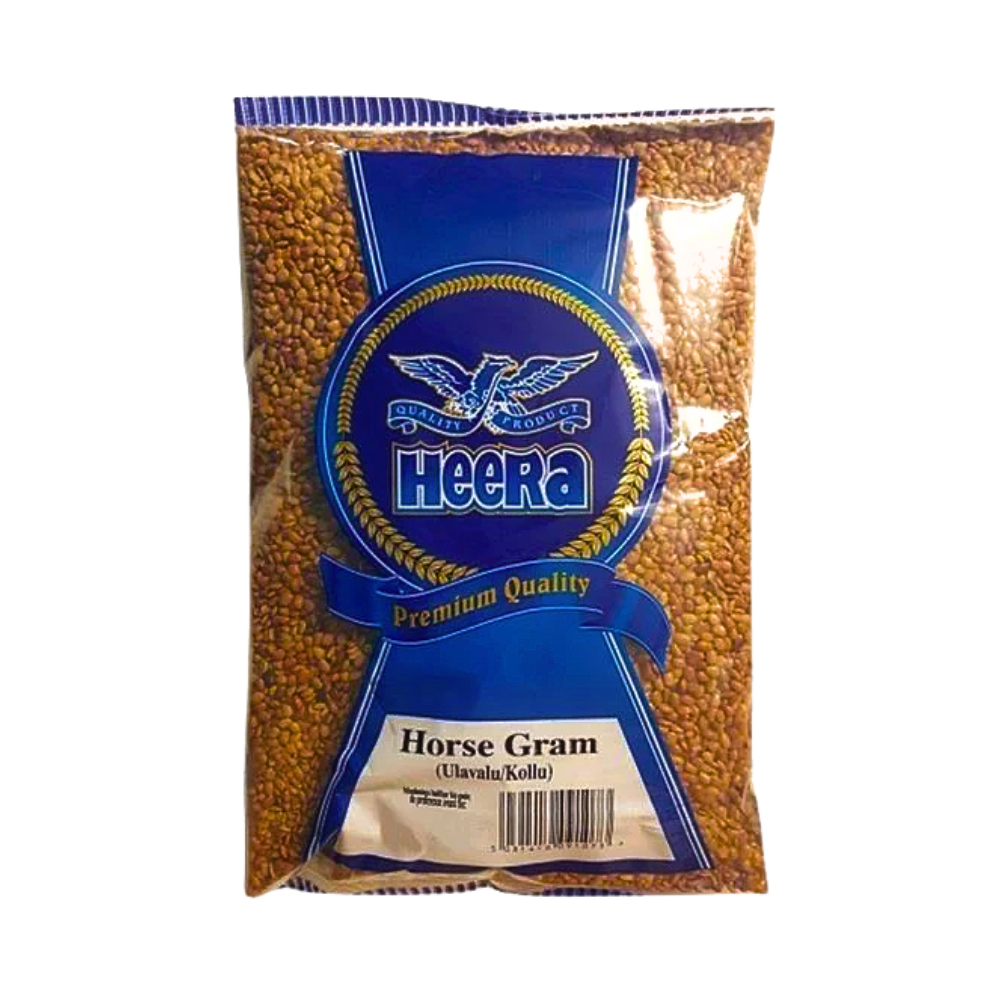 QUALITY PRODUCT
HEERa
Premium Quality
Horse Gram
(Ulavalu/Kollu)